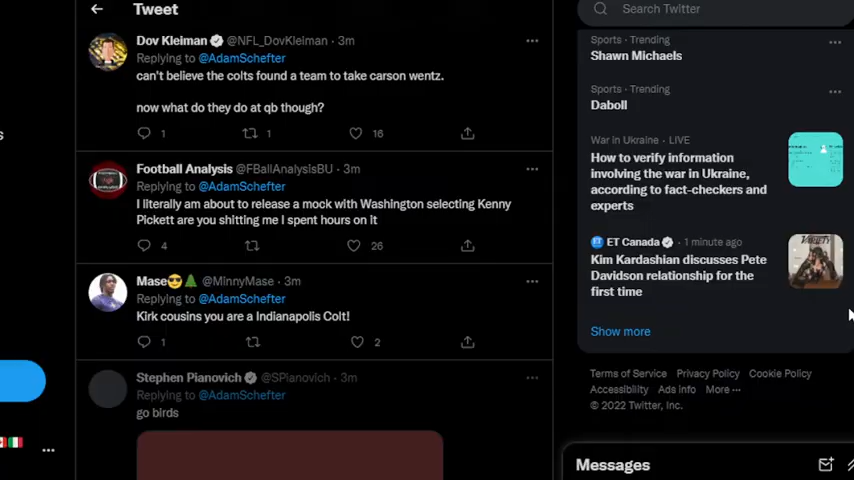 Tweet
Dov Kleiman @NFL_DovKleiman · 3m
Replying to @AdamSchefter
can't believe the colts found a team to take carson wentz.
now what do they do at qb though?
1 1 16
Football Analysis @FBallAnalysisBU · 3m
Replying to @AdamSchefter
I literally am about to release a mock with Washington selecting Kenny
Pickett are you shitting me I spent hours on it
4 26
Mase😎🌲 @MinnyMase · 3m
Replying to @AdamSchefter
Kirk cousins you are a Indianapolis Colt!
1 2
Stephen Pianovich @SPianovich · 3m
Replying to @AdamSchefter
go birds
s
Search Twitter
Sports · Trending
Shawn Michaels
Sports · Trending
Daboll
War in Ukraine · LIVE
How to verify information
involving the war in Ukraine,
according to fact-checkers and
experts
ET ET Canada · 1 minute ago
Kim Kardashian discusses Pete
Davidson relationship for the
first time
VARIETY
Show more
Terms of Service Privacy Policy Cookie Policy
Accessibility Ads info More ···
© 2022 Twitter, Inc.
Messages